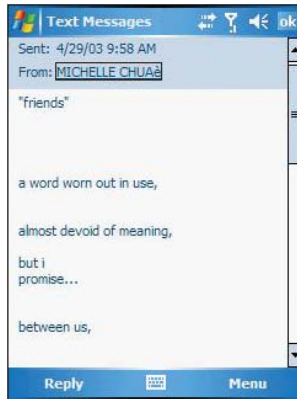 Text Messages
ok
Sent: 4/29/03 9:58 AM
From: MICHELLE CHUAè
"friends"
a word worn out in use,
almost devoid of meaning,
but i
promise...
between us,
Reply
Menu